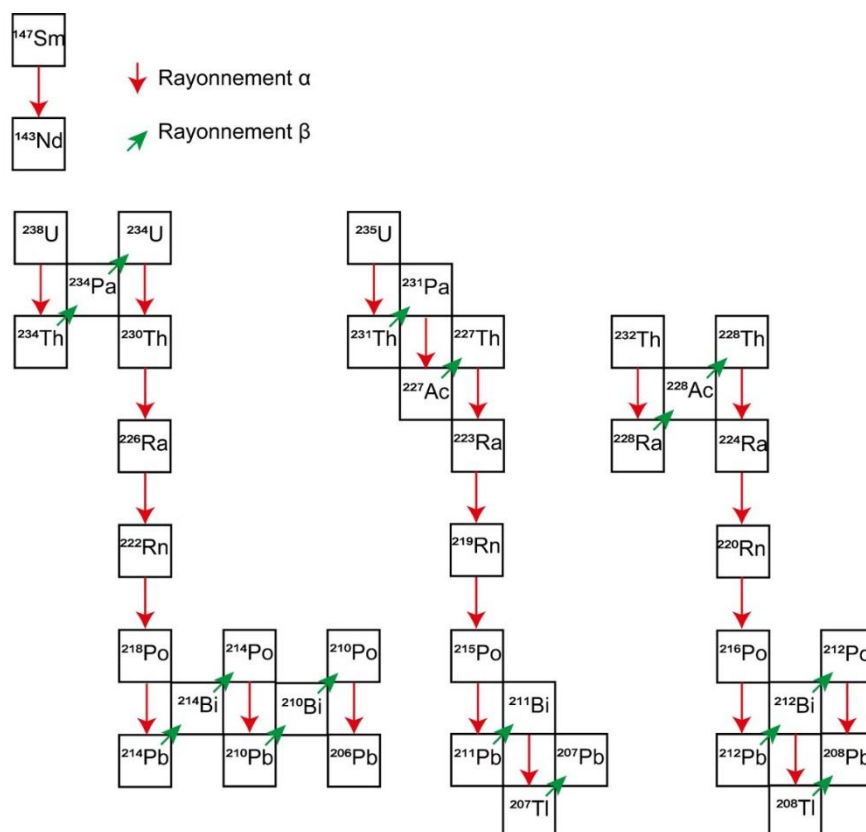 ¹⁴⁷Sm
Rayonnement α
Rayonnement β
¹⁴³Nd
²³⁸U ²³⁴U ²³⁵U
²³⁴Pa ²³¹Pa
²³⁴Th ²³⁰Th ²³¹Th ²²⁷Th ²³²Th ²²⁸Th
²²⁷Ac ²²⁸Ac
²²⁶Ra ²²³Ra ²²⁸Ra ²²⁴Ra
²²²Rn ²¹⁹Rn ²²⁰Rn
²¹⁸Po ²¹⁴Po ²¹⁰Po ²¹⁵Po ²¹⁶Po ²¹²Po
²¹⁴Bi ²¹⁰Bi ²¹¹Bi ²¹²Bi
²¹⁴Pb ²¹⁰Pb ²⁰⁶Pb ²¹¹Pb ²⁰⁷Pb ²¹²Pb ²⁰⁸Pb
²⁰⁷Tl ²⁰⁸Tl